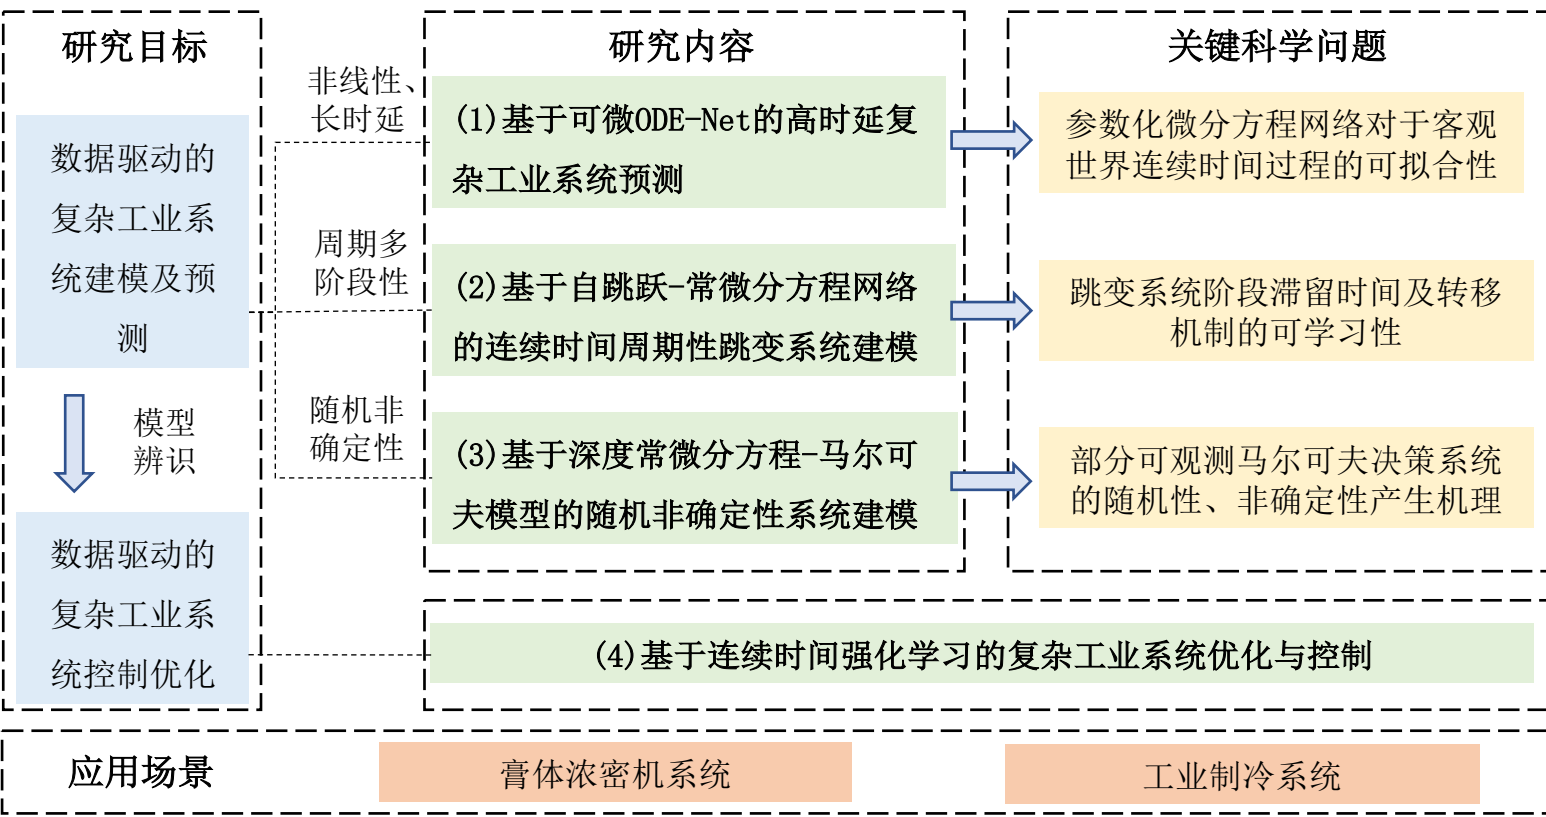 研究目标
数据驱动的
复杂工业系
统建模及预
测
模型
辨识
数据驱动的
复杂工业系
统控制优化
非线性、
长时延
周期多
阶段性
随机非
确定性
研究内容
(1)基于可微ODE-Net的高时延复
杂工业系统预测
(2)基于自跳跃-常微分方程网络
的连续时间周期性跳变系统建模
(3)基于深度常微分方程-马尔可
夫模型的随机非确定性系统建模
关键科学问题
参数化微分方程网络对于客观
世界连续时间过程的可拟合性
跳变系统阶段滞留时间及转移
机制的可学习性
部分可观测马尔可夫决策系统
的随机性、非确定性产生机理
(4)基于连续时间强化学习的复杂工业系统优化与控制
应用场景
膏体浓密机系统
工业制冷系统